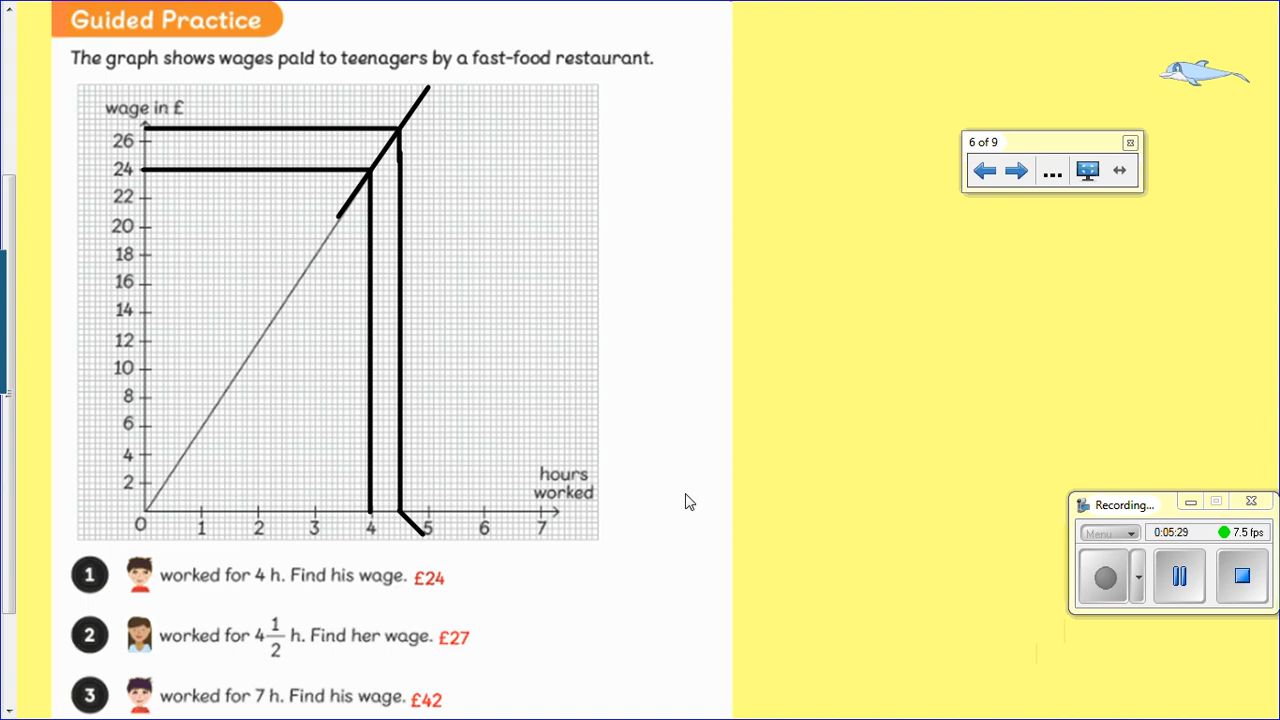 Guided Practice
The graph shows wages paid to teenagers by a fast-food restaurant.
wage in £
26
24
22
20
18
16
14
12
10
8
6
4
2
hours
worked
0 1 2 3 4 5 6 7
1 worked for 4 h. Find his wage. £24
2 worked for 4 1/2 h. Find her wage. £27
3 worked for 7 h. Find his wage. £42
6 of 9
...
Recording...
Menu 0:05:29 7.5 fps